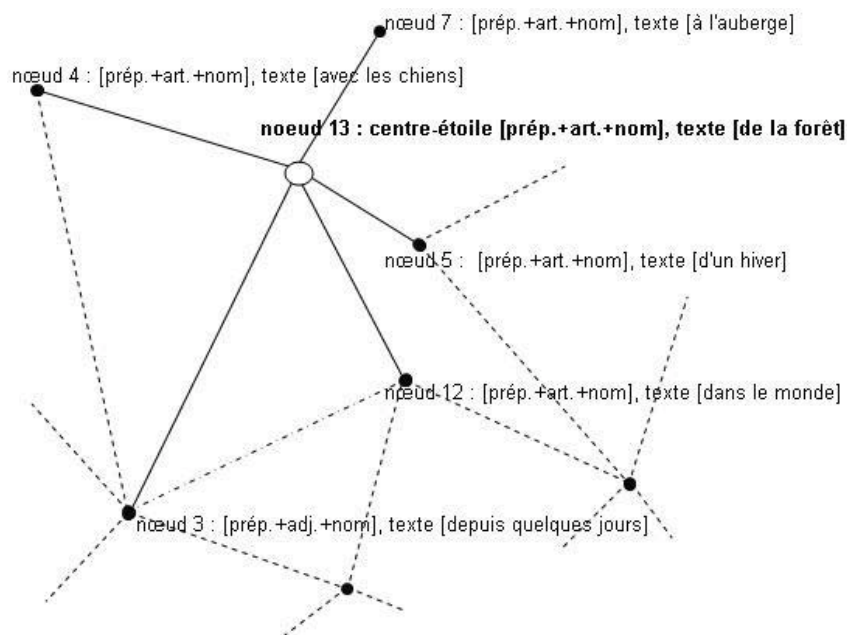 nœud 7 : [prép.+art.+nom], texte [à l'auberge]
nœud 4 : [prép.+art.+nom], texte [avec les chiens]
noeud 13 : centre-étoile [prép.+art.+nom], texte [de la forêt]
nœud 5 : [prép.+art.+nom], texte [d'un hiver]
nœud 12 : [prép.+art.+nom], texte [dans le monde]
nœud 3 : [prép.+adj.+nom], texte [depuis quelques jours]